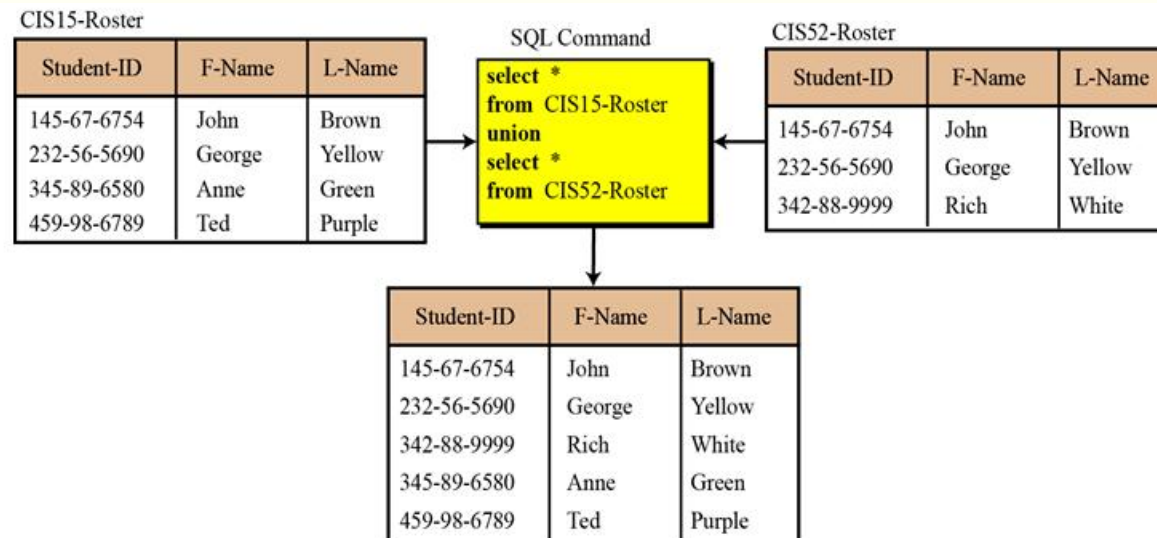 CIS15-Roster
Student-ID F-Name L-Name
145-67-6754 John Brown
232-56-5690 George Yellow
345-89-6580 Anne Green
459-98-6789 Ted Purple
SQL Command
select *
from CIS15-Roster
union
select *
from CIS52-Roster
CIS52-Roster
Student-ID F-Name L-Name
145-67-6754 John Brown
232-56-5690 George Yellow
342-88-9999 Rich White
Student-ID F-Name L-Name
145-67-6754 John Brown
232-56-5690 George Yellow
342-88-9999 Rich White
345-89-6580 Anne Green
459-98-6789 Ted Purple